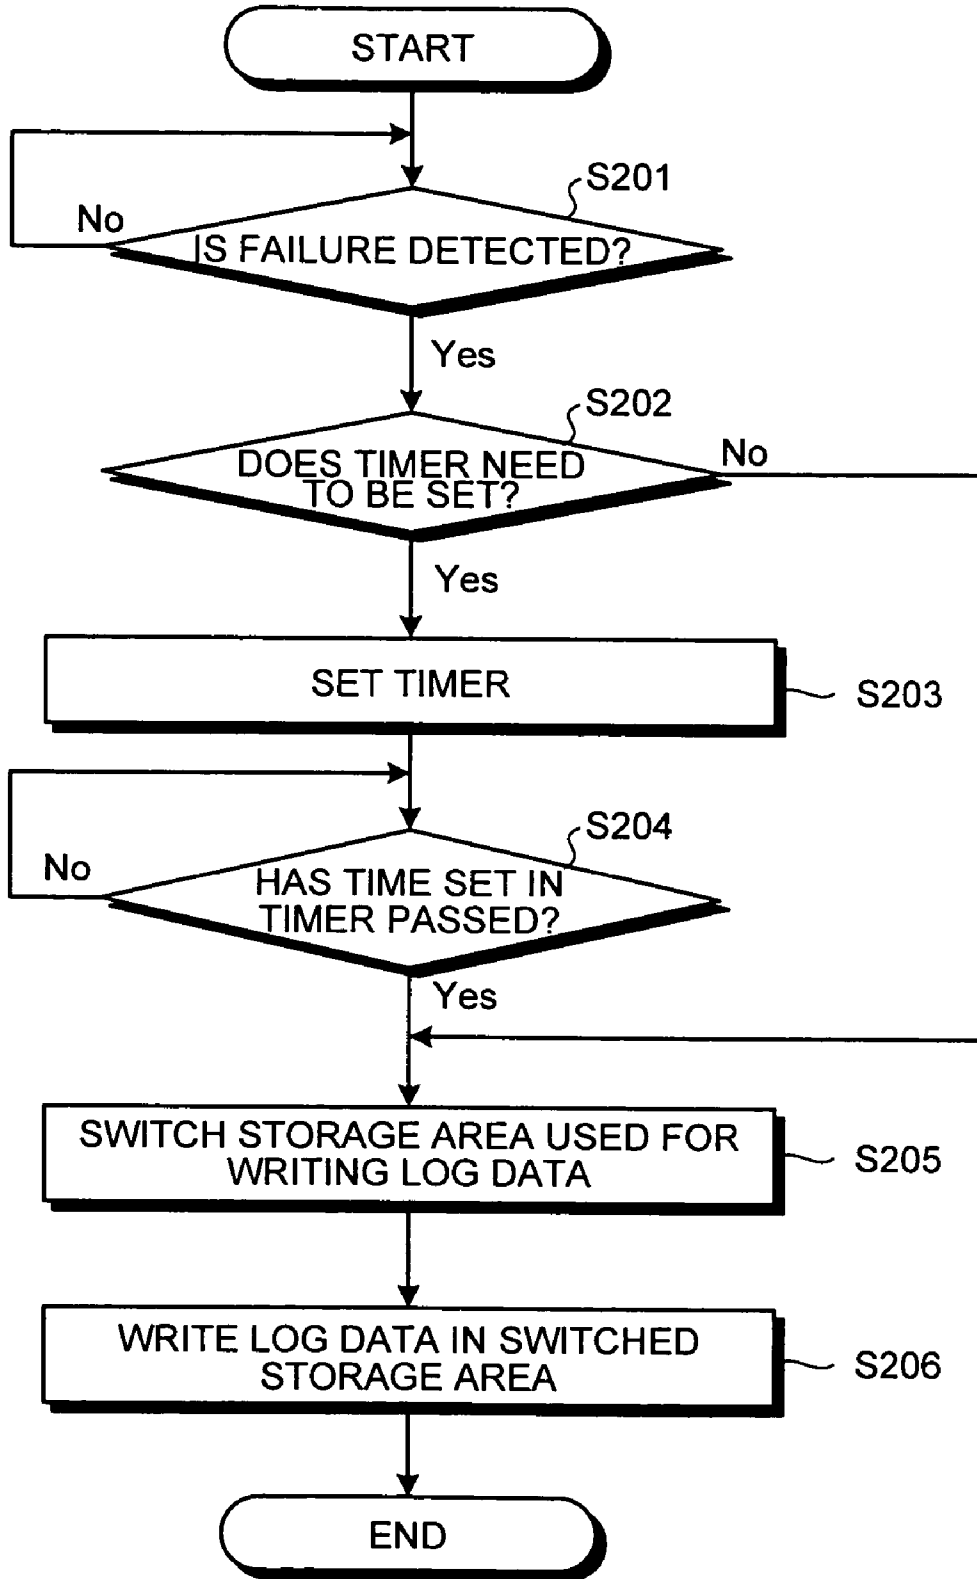 START
S201
No
IS FAILURE DETECTED?
Yes
S202
DOES TIMER NEED
TO BE SET?
No
Yes
SET TIMER
S203
S204
No
HAS TIME SET IN
TIMER PASSED?
Yes
SWITCH STORAGE AREA USED FOR
WRITING LOG DATA
S205
WRITE LOG DATA IN SWITCHED
STORAGE AREA
S206
END